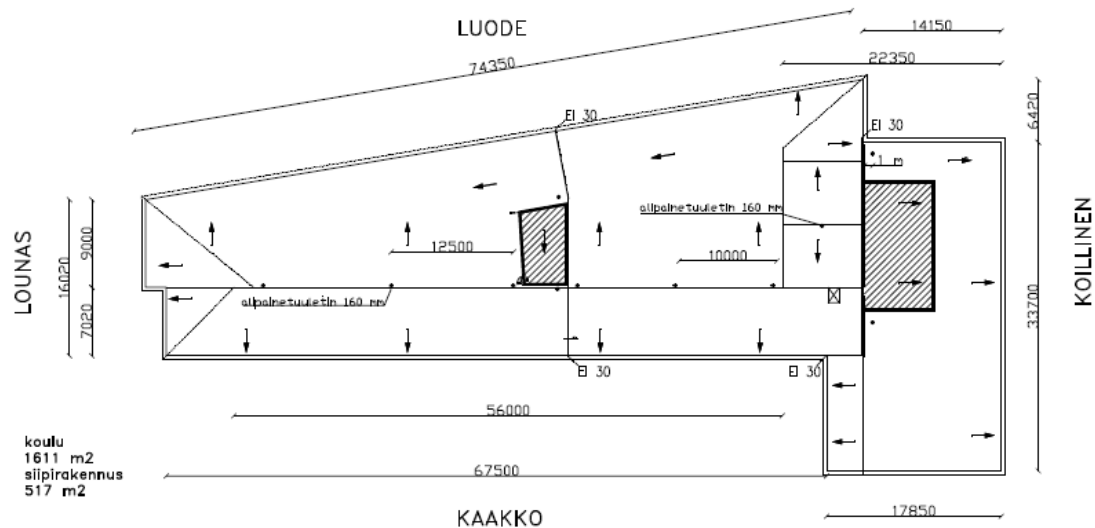 LUODE
14150
22350
74350
6420
EI 30
EI 30
1 m
alipainetuuletin 160 mm
12500
10000
LOUNAS
16020
9000
7020
KOILLINEN
33700
alipainetuuletin 160 mm
EI 30
EI 30
56000
koulu
1611 m2
siipirakennus
517 m2
67500
17850
KAAKKO